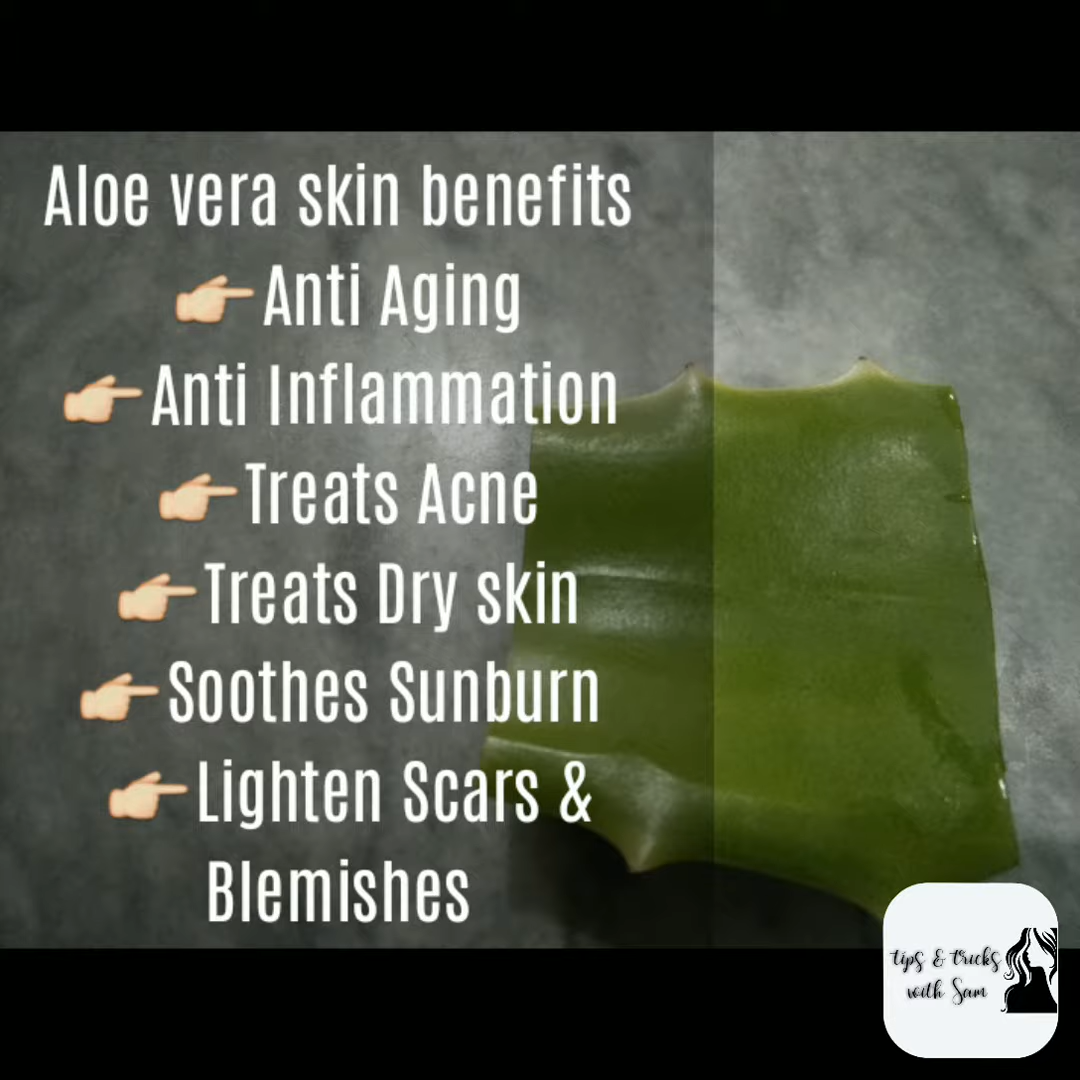 Aloe vera skin benefits
👉🏼Anti Aging
👉🏼Anti Inflammation
👉🏼Treats Acne
👉🏼Treats Dry skin
👉🏼Soothes Sunburn
👉🏼Lighten Scars &
Blemishes
tips & tricks
with Sam